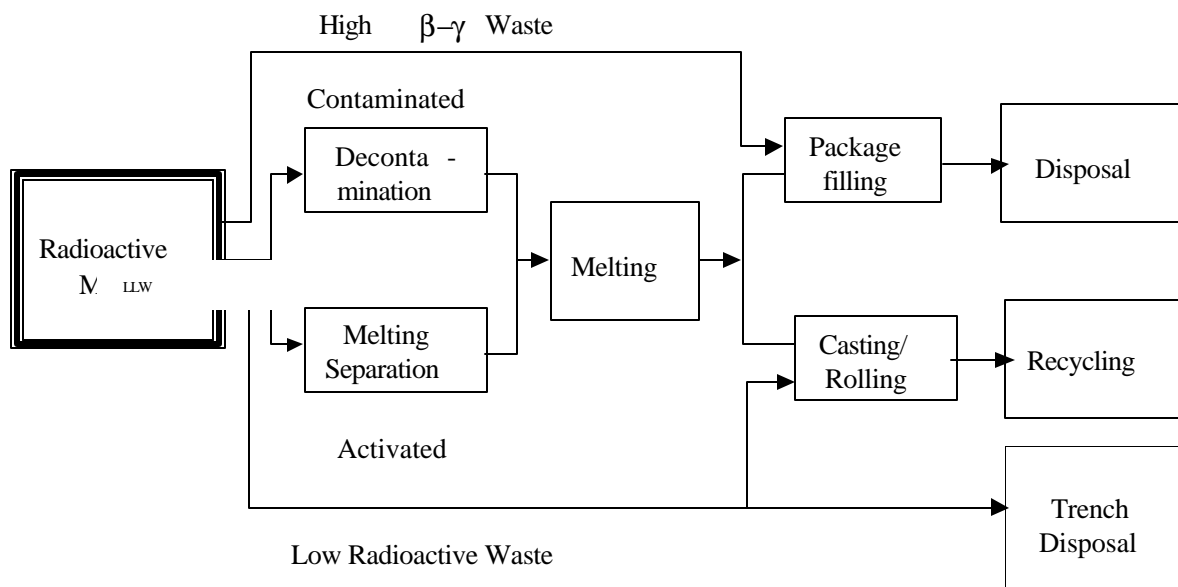 High β–γ Waste
Contaminated
Deconta -
mination
Package
filling
Disposal
Radioactive
M LLW
Melting
Melting
Separation
Casting/
Rolling
Recycling
Activated
Trench
Disposal
Low Radioactive Waste